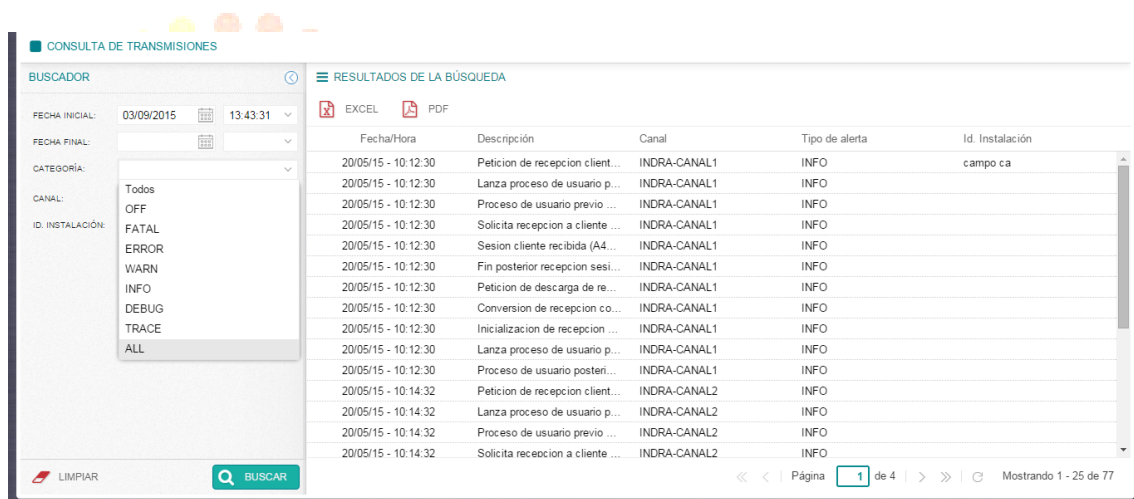 CONSULTA DE TRANSMISIONES
BUSCADOR
FECHA INICIAL: 03/09/2015 13:43:31
FECHA FINAL:
CATEGORÍA:
Todos
OFF
FATAL
ERROR
WARN
INFO
DEBUG
TRACE
ALL
CANAL:
ID. INSTALACIÓN:
LIMPIAR
BUSCAR
RESULTADOS DE LA BÚSQUEDA
EXCEL PDF
Fecha/Hora Descripción Canal Tipo de alerta Id. Instalación
20/05/15 - 10:12:30 Peticion de recepcion client... INDRA-CANAL1 INFO campo ca
20/05/15 - 10:12:30 Lanza proceso de usuario p... INDRA-CANAL1 INFO
20/05/15 - 10:12:30 Proceso de usuario previo ... INDRA-CANAL1 INFO
20/05/15 - 10:12:30 Solicita recepcion a cliente ... INDRA-CANAL1 INFO
20/05/15 - 10:12:30 Sesion cliente recibida (A4... INDRA-CANAL1 INFO
20/05/15 - 10:12:30 Fin posterior recepcion sesi... INDRA-CANAL1 INFO
20/05/15 - 10:12:30 Peticion de descarga de re... INDRA-CANAL1 INFO
20/05/15 - 10:12:30 Conversion de recepcion co... INDRA-CANAL1 INFO
20/05/15 - 10:12:30 Inicializacion de recepcion ... INDRA-CANAL1 INFO
20/05/15 - 10:12:30 Lanza proceso de usuario p... INDRA-CANAL1 INFO
20/05/15 - 10:12:30 Proceso de usuario posteri... INDRA-CANAL1 INFO
20/05/15 - 10:14:32 Peticion de recepcion client... INDRA-CANAL2 INFO
20/05/15 - 10:14:32 Lanza proceso de usuario p... INDRA-CANAL2 INFO
20/05/15 - 10:14:32 Proceso de usuario previo ... INDRA-CANAL2 INFO
20/05/15 - 10:14:32 Solicita recepcion a cliente ... INDRA-CANAL2 INFO
Página 1 de 4 Mostrando 1 - 25 de 77